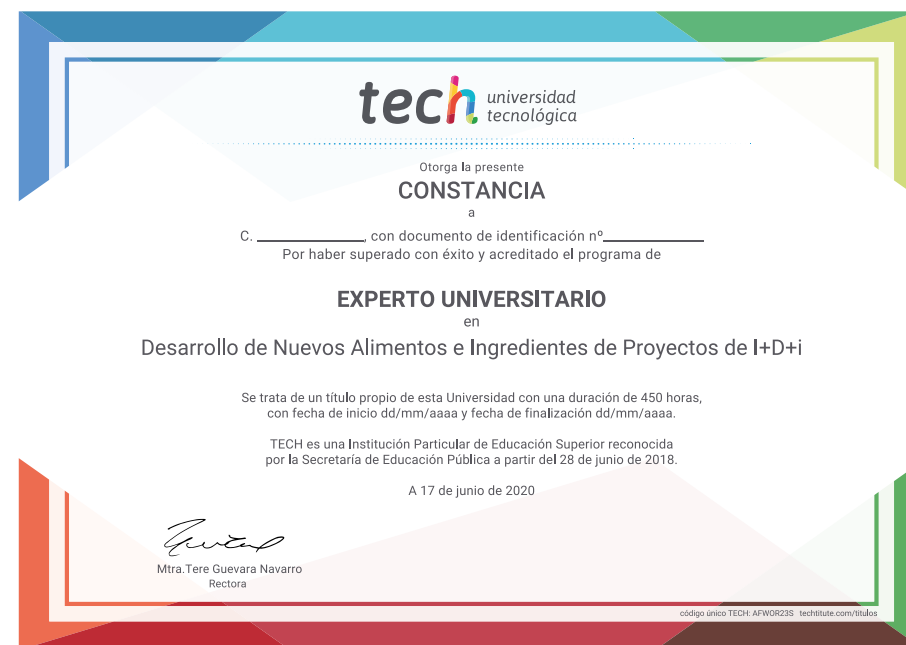 tech universidad
tecnológica
Otorga la presente
CONSTANCIA
a
C. ______________, con documento de identificación nº_____________
Por haber superado con éxito y acreditado el programa de
EXPERTO UNIVERSITARIO
en
Desarrollo de Nuevos Alimentos e Ingredientes de Proyectos de I+D+i
Se trata de un título propio de esta Universidad con una duración de 450 horas,
con fecha de inicio dd/mm/aaaa y fecha de finalización dd/mm/aaaa.
TECH es una Institución Particular de Educación Superior reconocida
por la Secretaría de Educación Pública a partir del 28 de junio de 2018.
A 17 de junio de 2020
Mtra.Tere Guevara Navarro
Rectora
código único TECH: AFWOR23S techtitute.com/titulos